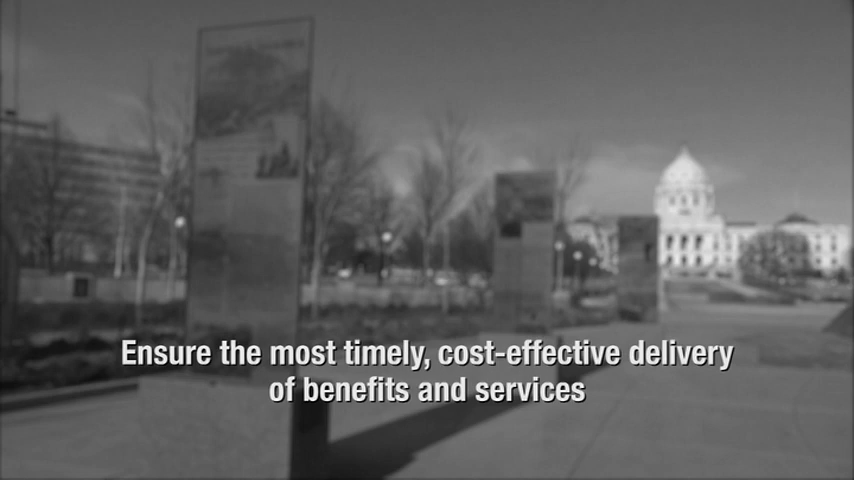 Ensure the most timely, cost-effective delivery
of benefits and services